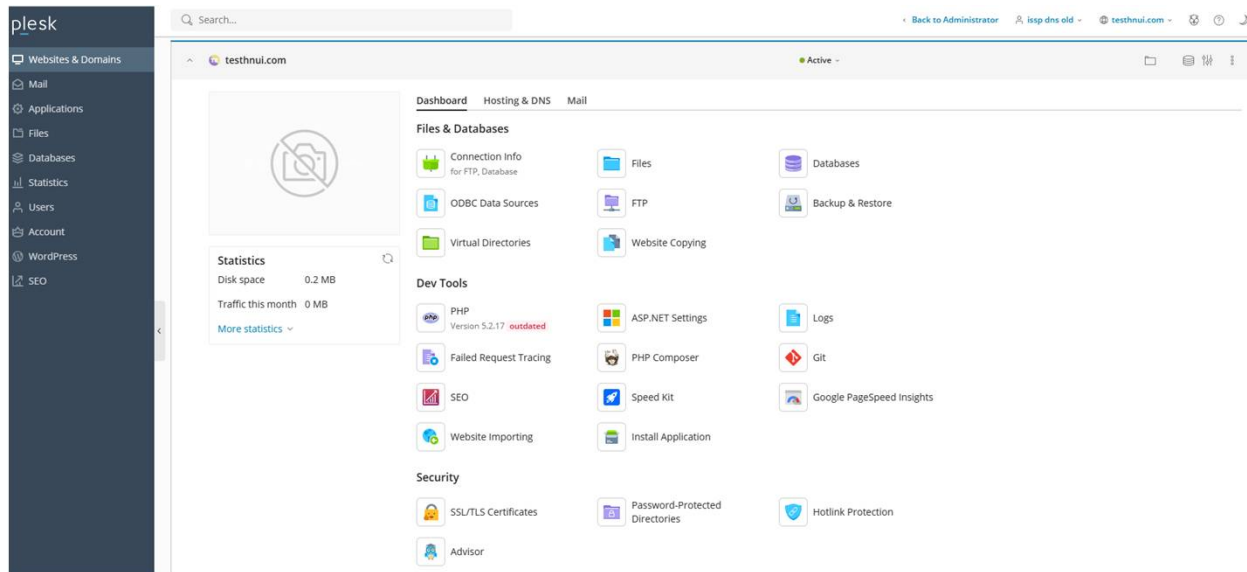 plesk
Search...
Back to Administrator
issp dns old
testhnui.com
Websites & Domains
Mail
Applications
Files
Databases
Statistics
Users
Account
WordPress
SEO
testhnui.com
Active
Dashboard
Hosting & DNS
Mail
Files & Databases
Connection Info
for FTP, Database
Files
Databases
ODBC Data Sources
FTP
Backup & Restore
Virtual Directories
Website Copying
Statistics
Disk space 0.2 MB
Traffic this month 0 MB
More statistics
Dev Tools
php
PHP
Version 5.2.17 outdated
ASP.NET Settings
Logs
Failed Request Tracing
PHP Composer
Git
SEO
Speed Kit
Google PageSpeed Insights
Website Importing
Install Application
Security
SSL/TLS Certificates
Password-Protected
Directories
Hotlink Protection
Advisor